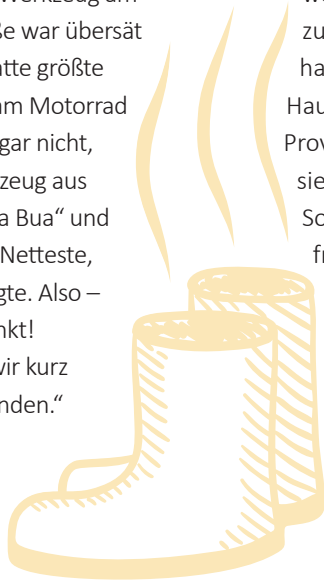 ße war übersät
atte größte
am Motorrad
gar nicht,
zeug aus
a Bua“ und
Netteste,
gte. Also –
nkt!
wir kurz
nden.“
zu
ha
Hau
Prov
sie
Sc
fr